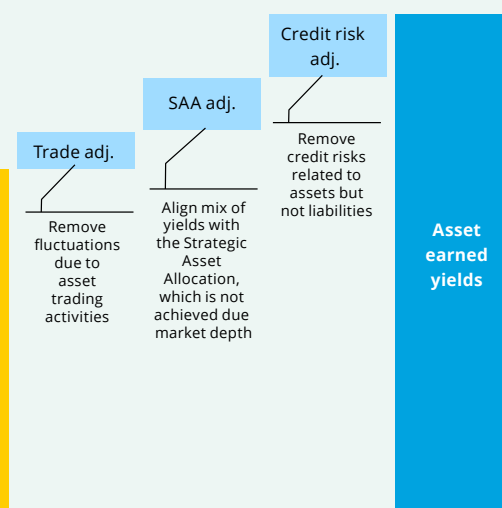 Credit risk
adj.
SAA adj.
Trade adj.
Remove
fluctuations
due to
asset
trading
activities
Align mix of
yields with
the Strategic
Asset
Allocation,
which is not
achieved due
market depth
Remove
credit risks
related to
assets but
not liabilities
Asset
earned
yields